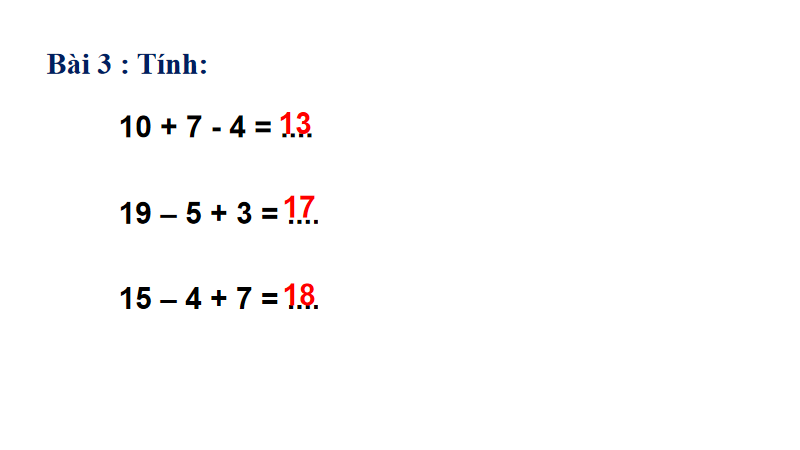 Bài 3 : Tính:
10 + 7 - 4 = .... 13
19 – 5 + 3 = .... 17
15 – 4 + 7 = .... 18